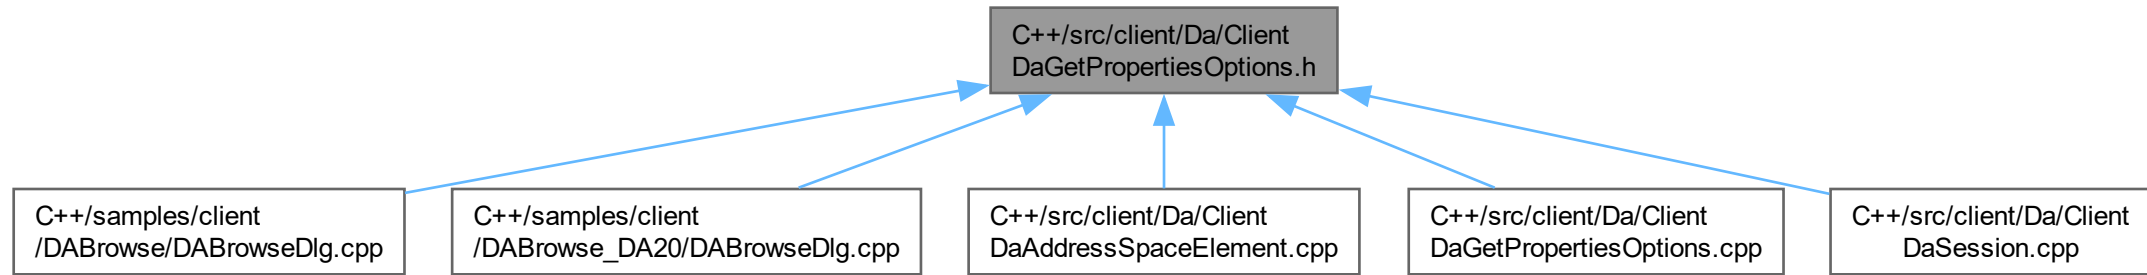 C++/src/client/Da/Client
DaGetPropertiesOptions.h
C++/samples/client
/DABrowse/DABrowseDlg.cpp
C++/samples/client
/DABrowse_DA20/DABrowseDlg.cpp
C++/src/client/Da/Client
DaAddressSpaceElement.cpp
C++/src/client/Da/Client
DaGetPropertiesOptions.cpp
C++/src/client/Da/Client
DaSession.cpp